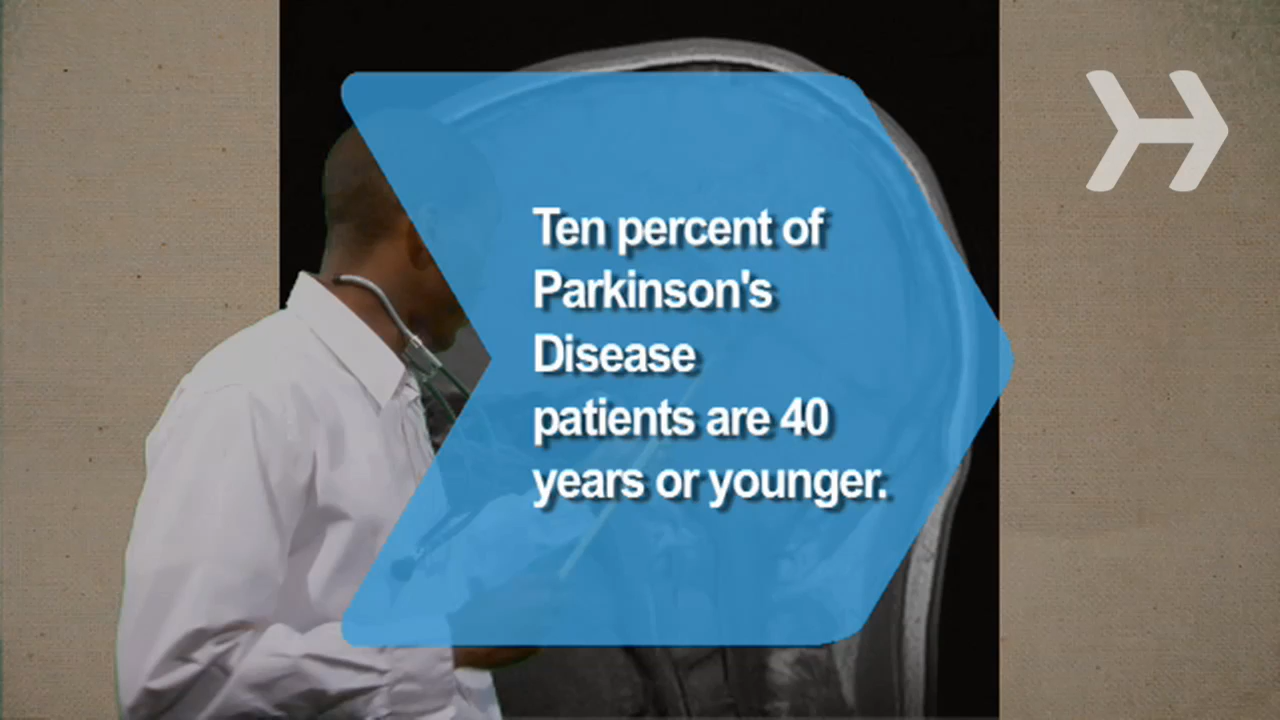 Ten percent of
Parkinson's
Disease
patients are 40
years or younger.